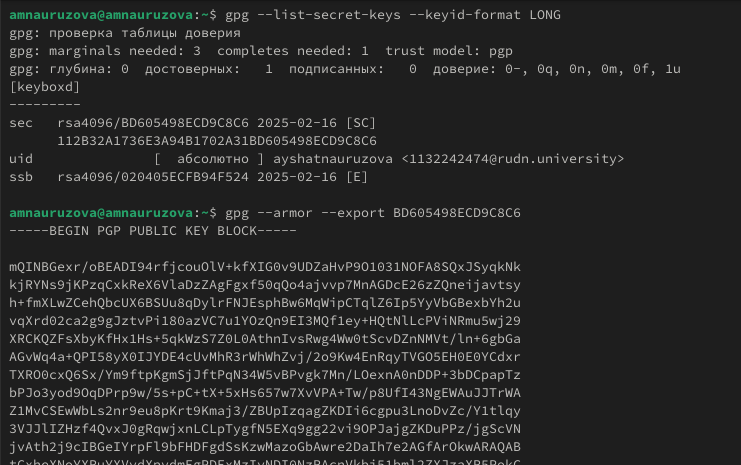 amnauruzova@amnauruzova:~$ gpg --list-secret-keys --keyid-format LONG
gpg: проверка таблицы доверия
gpg: marginals needed: 3  completes needed: 1  trust model: pgp
gpg: глубина: 0  достоверных:   1  подписанных:   0  доверие: 0-, 0q, 0n, 0m, 0f, 1u
[keyboxd]
---------
sec   rsa4096/BD605498ECD9C8C6 2025-02-16 [SC]
      112B32A1736E3A94B1702A31BD605498ECD9C8C6
uid               [  абсолютно ] ayshatnauruzova <1132242474@rudn.university>
ssb   rsa4096/020405ECFB94F524 2025-02-16 [E]
amnauruzova@amnauruzova:~$ gpg --armor --export BD605498ECD9C8C6
-----BEGIN PGP PUBLIC KEY BLOCK-----
mQINBGexr/oBEADI94rfjcouOlV+kfXIG0v9UDZaHvP9O1031NOFA8SQxJSyqkNk
kjRYNs9jKPzqCxkReX6VlaDzZAgFgxf50qQo4ajvvp7MnAGDcE26zZQneijavtsy
h+fmXLwZCehQbcUX6BSUu8qDylrFNJEsphBw6MqWipCTqlZ6Ip5YyVbGBexbYh2u
vqXrd02ca2g9gJztvPi180azVC7u1YOzQn9EI3MQf1ey+HQtNlLcPViNRmu5wj29
XRCKQZFsXbyKfHx1Hs+5qkWzS7Z0L0AthnIvsRwg4Ww0tScvDZnNMVt/ln+6gbGa
AGvWq4a+QPI58yX0IJYDE4cUvMhR3rWhWhZvj/2o9Kw4EnRqyTVGO5EH0E0YCdxr
TXRO0cxQ6Sx/Ym9ftpKgmSjJftPqN34W5vBPvgk7Mn/LOexnA0nDDP+3bDCpapTz
bPJo3yod9OqDPrp9w/5s+pC+tX+5xHs657w7XvVPA+Tw/p8UfI43NgEWAuJJTrWA
Z1MvCSEwWbLs2nr9eu8pKrt9Kmaj3/ZBUpIzqagZKDIi6cgpu3LnoDvZc/Y1tlqy
3VJJlIZHzf4QvxJ0gRqwjxnLCLpTygfN5EXq9gg22vi9OPJajgZKDuPPz/jgScVN
jvAth2j9cIBGeIYrpFl9bFHDFgdSsKzwMazoGbAwre2DaIh7e2AGfArOkwARAQAB